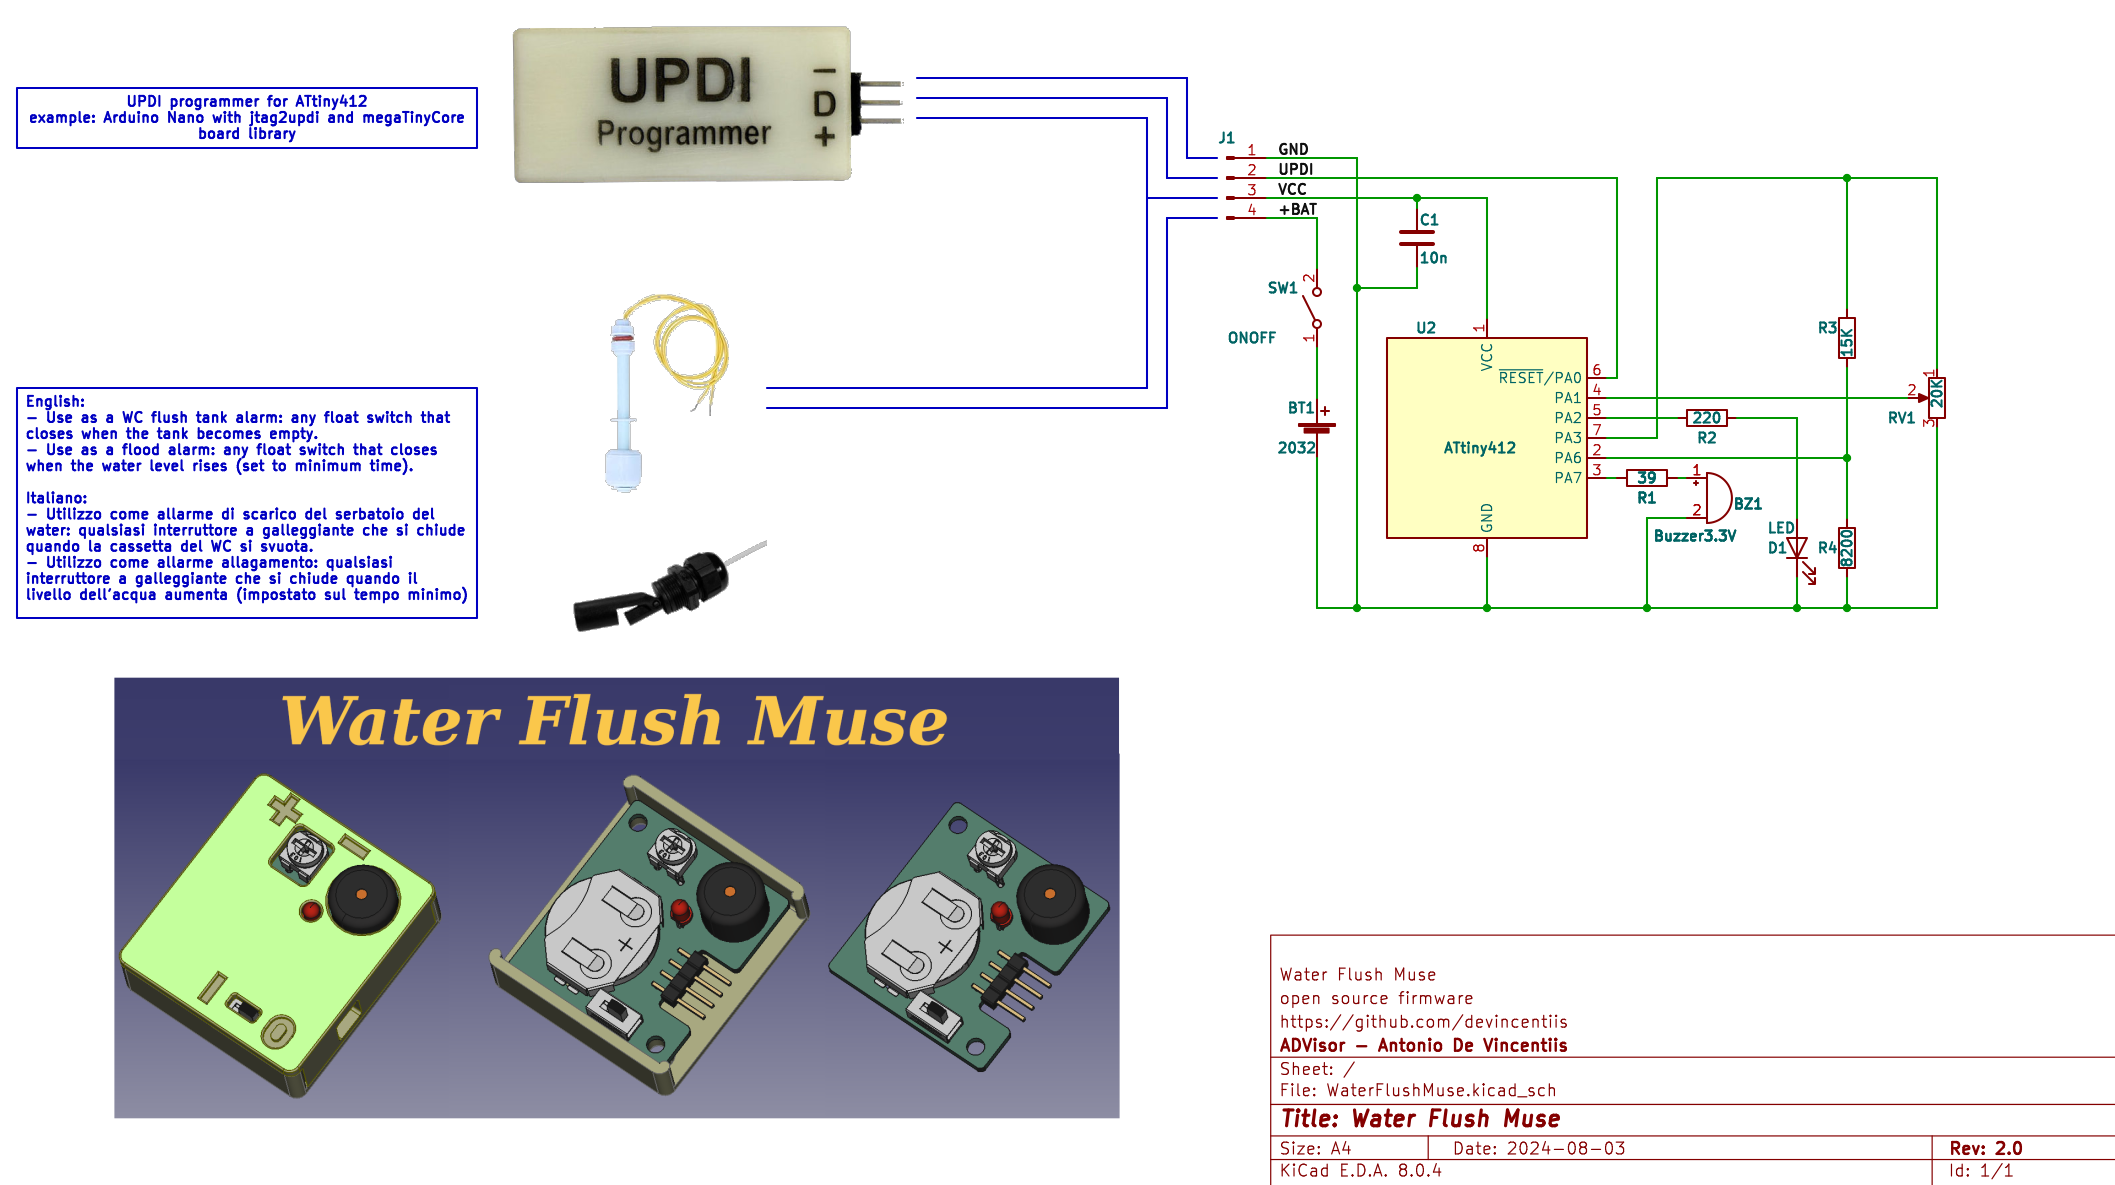 UPDI programmer for ATtiny412
example: Arduino Nano with jtag2updi and megaTinyCore
board library
UPDI
Programmer
−
D
+
English:
− Use as a WC flush tank alarm: any float switch that
closes when the tank becomes empty.
− Use as a flood alarm: any float switch that closes
when the water level rises (set to minimum time).
Italiano:
− Utilizzo come allarme di scarico del serbatoio del
water: qualsiasi interruttore a galleggiante che si chiude
quando la cassetta del WC si svuota.
− Utilizzo come allarme allagamento: qualsiasi
interruttore a galleggiante che si chiude quando il
livello dell'acqua aumenta (impostato sul tempo minimo)
J1
1 GND
2 UPDI
3 VCC
4 +BAT
C1
10n
SW1
2
1
ONOFF
BT1
+
2032
U2
1
VCC
RESET/PA0 6
PA1 4
PA2 5
PA3 7
PA6 2
PA7 3
ATtiny412
GND
8
220
R2
39
R1
1
+
2
BZ1
Buzzer3.3V
LED
D1
R3
15K
R4
8200
1
2
3
20K
RV1
Water Flush Muse
+
+
Water Flush Muse
open source firmware
https://github.com/devincentiis
ADVisor − Antonio De Vincentiis
Sheet: /
File: WaterFlushMuse.kicad_sch
Title: Water Flush Muse
Size: A4
Date: 2024−08−03
Rev: 2.0
KiCad E.D.A. 8.0.4
Id: 1/1